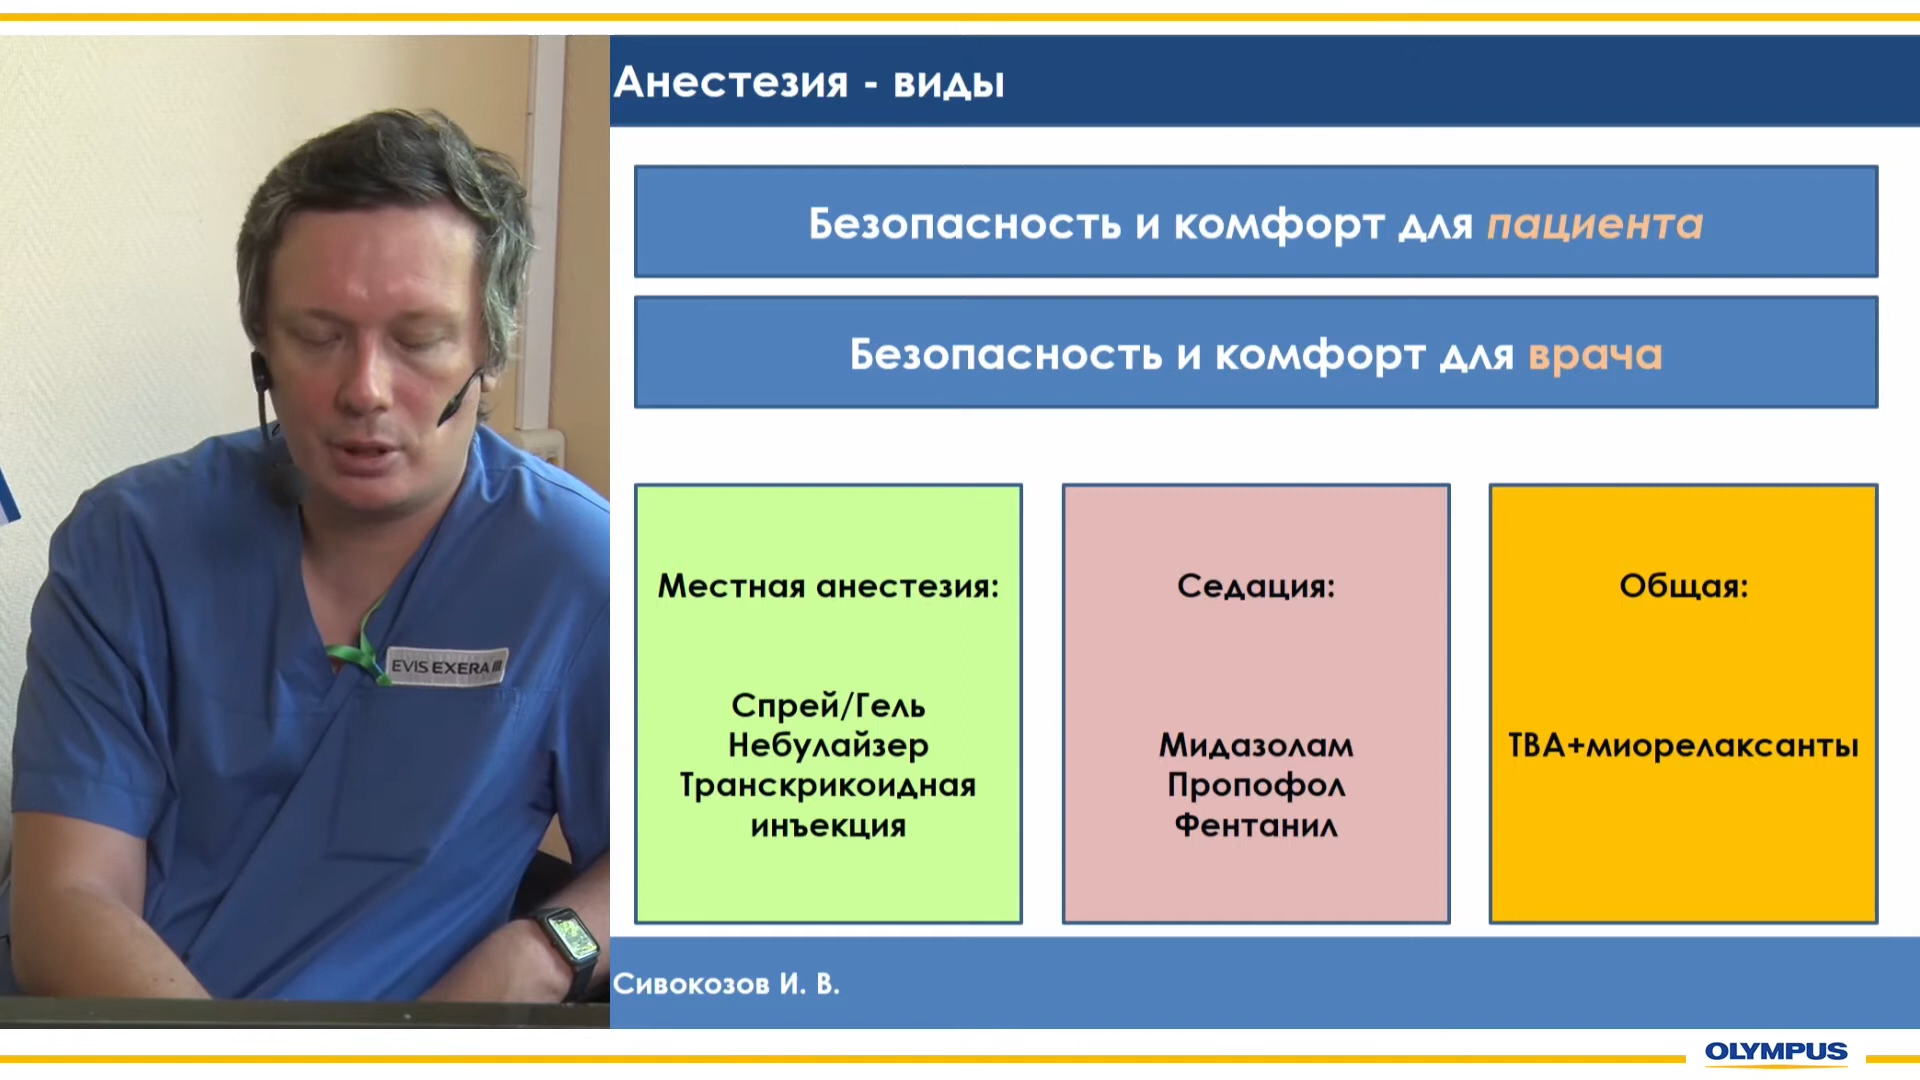 Анестезия - виды
Безопасность и комфорт для пациента
Безопасность и комфорт для врача
Местная анестезия:
Спрей/Гель
Небулайзер
Транскрикоидная
инъекция
Седация:
Мидазолам
Пропофол
Фентанил
Общая:
ТВА+миорелаксанты
EVIS EXERA III
Сивокозов И. В.
OLYMPUS